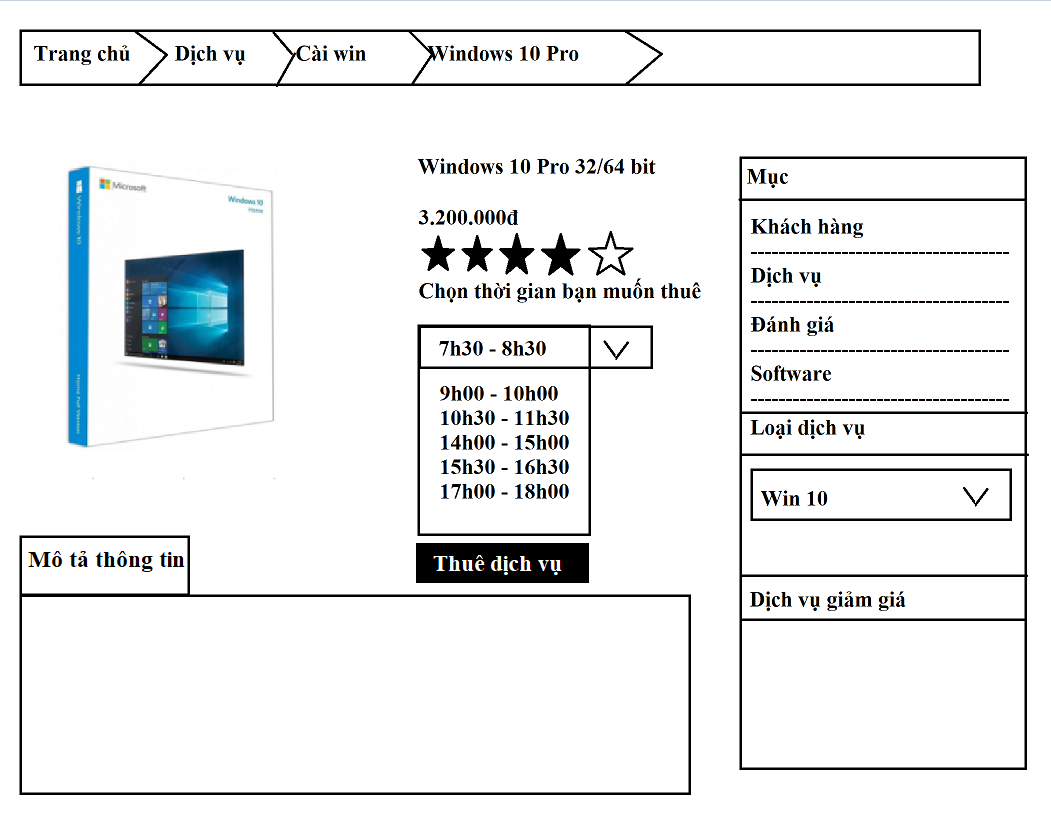 Trang chủ Dịch vụ Cài win Windows 10 Pro
Microsoft
Windows 10
Home
Windows 10
Windows 10 Pro 32/64 bit
3.200.000đ
Chọn thời gian bạn muốn thuê
7h30 - 8h30
9h00 - 10h00
10h30 - 11h30
14h00 - 15h00
15h30 - 16h30
17h00 - 18h00
Thuê dịch vụ
Mô tả thông tin
Mục
Khách hàng
Dịch vụ
Đánh giá
Software
Loại dịch vụ
Win 10
Dịch vụ giảm giá